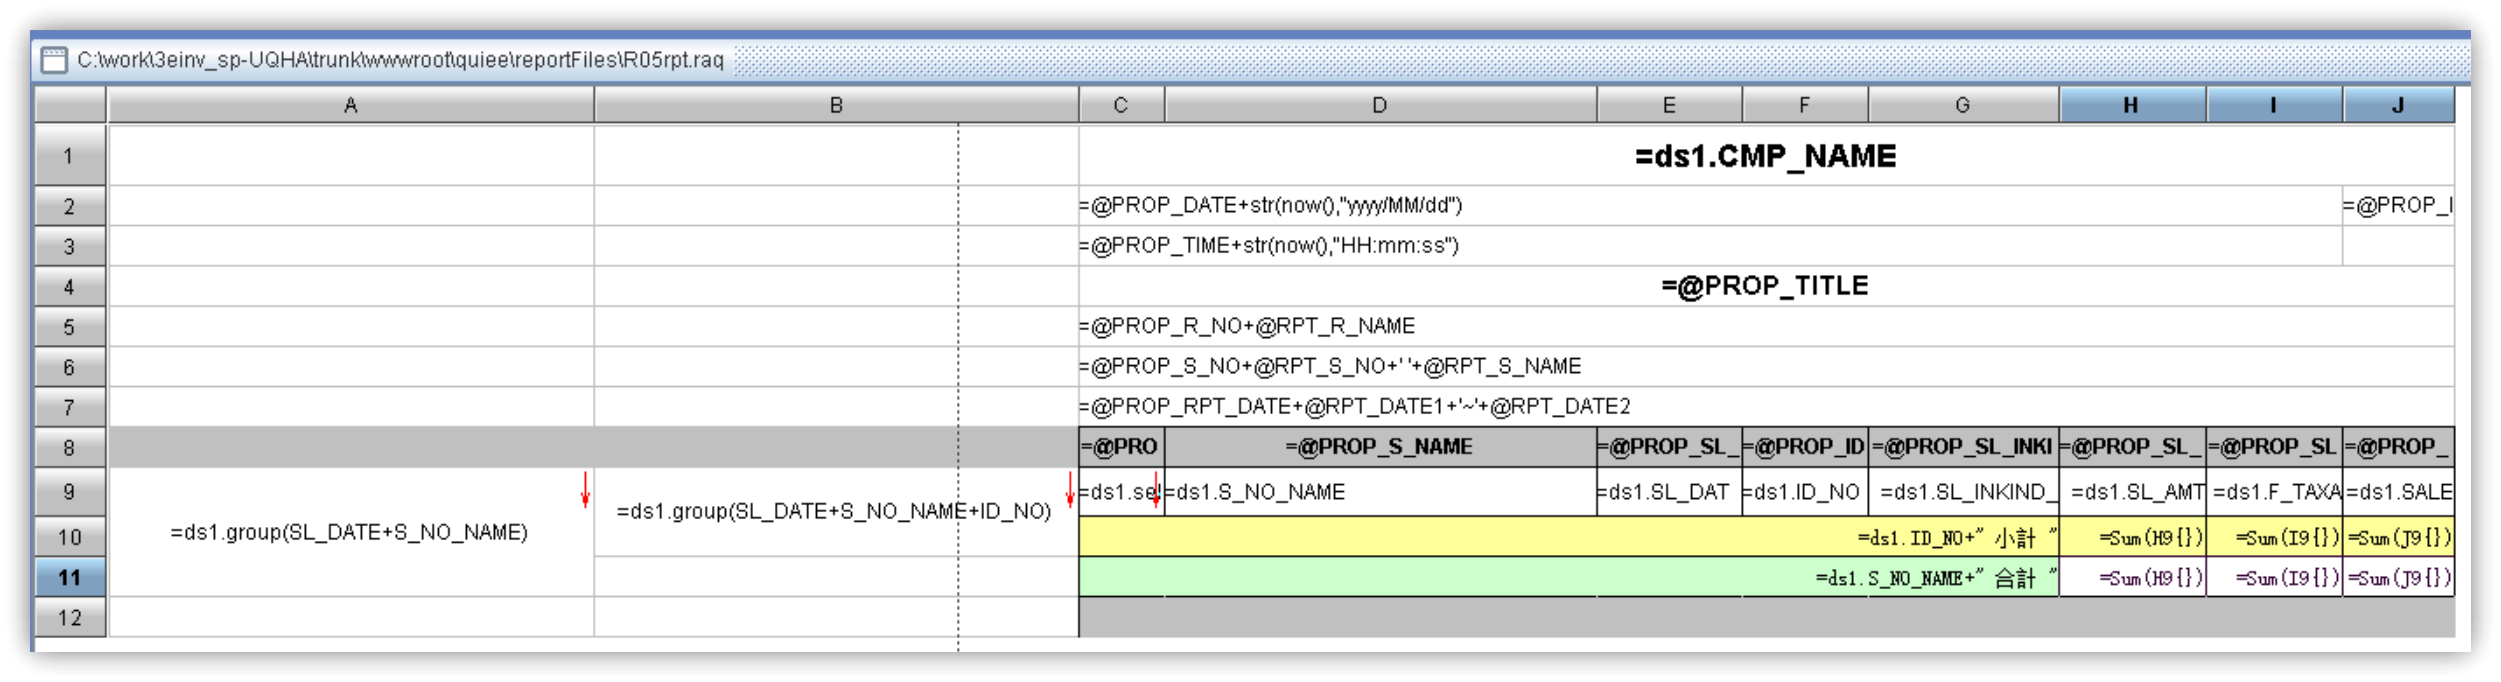 C:\work\3einv_sp-UQHA\trunk\wwwroot\quiee\reportFiles\R05rpt.raq
A B C D E F G H I J
1 =ds1.CMP_NAME
2 =@PROP_DATE+str(now(),"yyyy/MM/dd") =@PROP_I
3 =@PROP_TIME+str(now(),"HH:mm:ss")
4 =@PROP_TITLE
5 =@PROP_R_NO+@RPT_R_NAME
6 =@PROP_S_NO+@RPT_S_NO+' '+@RPT_S_NAME
7 =@PROP_RPT_DATE+@RPT_DATE1+'~'+@RPT_DATE2
8 =@PRO =@PROP_S_NAME =@PROP_SL_ =@PROP_ID =@PROP_SL_INKI =@PROP_SL_ =@PROP_SL =@PROP_
9 =ds1.sel =ds1.S_NO_NAME =ds1.SL_DAT =ds1.ID_NO =ds1.SL_INKIND_ =ds1.SL_AMT =ds1.F_TAXA =ds1.SALE
=ds1.group(SL_DATE+S_NO_NAME) =ds1.group(SL_DATE+S_NO_NAME+ID_NO)
10 =ds1.ID_NO+" 小計 " =Sum(H9{}) =Sum(I9{}) =Sum(J9{})
11 =ds1.S_NO_NAME+" 合計 " =Sum(H9{}) =Sum(I9{}) =Sum(J9{})
12